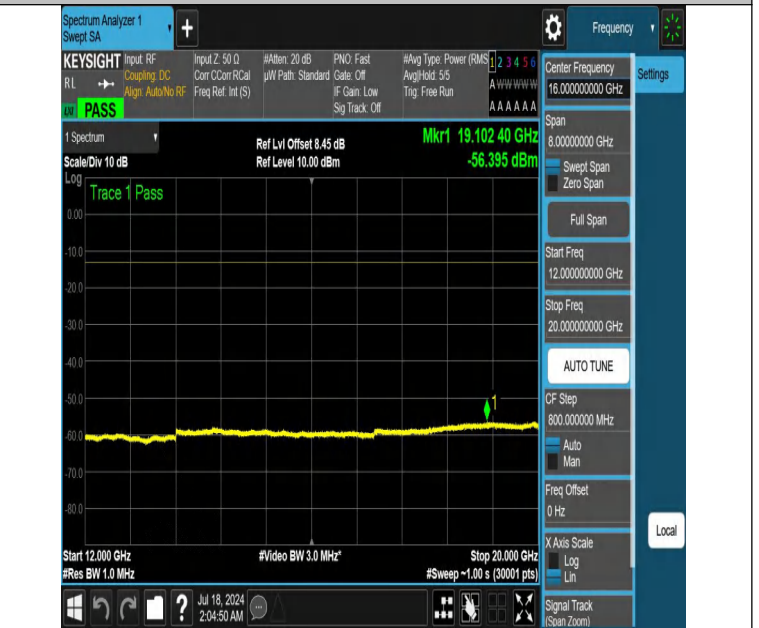 Spectrum Analyzer 1
Swept SA
+
Frequency
KEYSIGHT
RL
PASS
Input: RF
Coupling: DC
Align: Auto/No RF
Input Z: 50 Ω
Corr CCorr RCal
Freq Ref: Int (S)
#Atten: 20 dB
µW Path: Standard
PNO: Fast
Gate: Off
IF Gain: Low
Sig Track: Off
#Avg Type: Power (RMS
Avg|Hold: 5/5
Trig: Free Run
1 2 3 4 5 6
A W W W W W
A A A A A A
1 Spectrum
Scale/Div 10 dB
Ref Lvl Offset 8.45 dB
Ref Level 10.00 dBm
Mkr1 19.102 40 GHz
-56.395 dBm
Log
Trace 1 Pass
0.00
-10.0
-20.0
-30.0
-40.0
-50.0
-60.0
-70.0
-80.0
1
Start 12.000 GHz
#Res BW 1.0 MHz
#Video BW 3.0 MHz*
Stop 20.000 GHz
#Sweep ~1.00 s (30001 pts)
Center Frequency
16.000000000 GHz
Settings
Span
8.00000000 GHz
Swept Span
Zero Span
Full Span
Start Freq
12.000000000 GHz
Stop Freq
20.000000000 GHz
AUTO TUNE
CF Step
800.000000 MHz
Auto
Man
Freq Offset
0 Hz
X Axis Scale
Log
Lin
Local
Signal Track
(Span Zoom)
?
Jul 18, 2024
2:04:50 AM